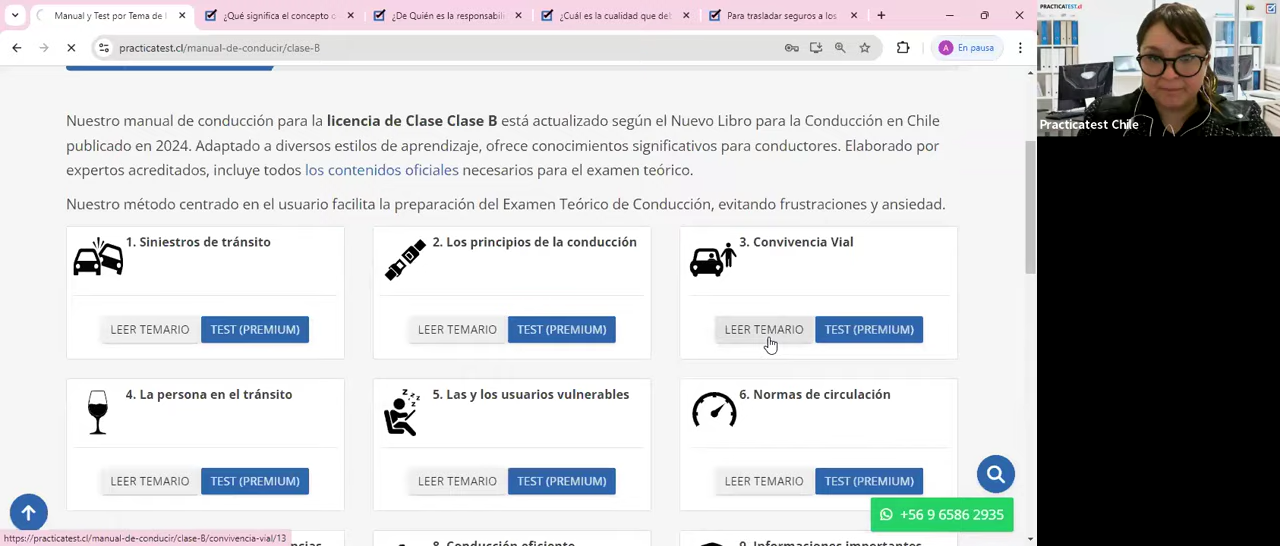 Manual y Test por Tema de l
¿Qué significa el concepto d
¿De Quién es la responsabili
¿Cuál es la cualidad que deb
Para trasladar seguros a los
practicatest.cl/manual-de-conducir/clase-B
A
En pausa
Nuestro manual de conducción para la licencia de Clase Clase B está actualizado según el Nuevo Libro para la Conducción en Chile
publicado en 2024. Adaptado a diversos estilos de aprendizaje, ofrece conocimientos significativos para conductores. Elaborado por
expertos acreditados, incluye todos los contenidos oficiales necesarios para el examen teórico.
Nuestro método centrado en el usuario facilita la preparación del Examen Teórico de Conducción, evitando frustraciones y ansiedad.
1. Siniestros de tránsito
LEER TEMARIO
TEST (PREMIUM)
2. Los principios de la conducción
LEER TEMARIO
TEST (PREMIUM)
3. Convivencia Vial
LEER TEMARIO
TEST (PREMIUM)
4. La persona en el tránsito
LEER TEMARIO
TEST (PREMIUM)
5. Las y los usuarios vulnerables
LEER TEMARIO
TEST (PREMIUM)
6. Normas de circulación
LEER TEMARIO
TEST (PREMIUM)
8. Conducción eficiente
9. Informaciones importantes
+56 9 6586 2935
https://practicatest.cl/manual-de-conducir/clase-B/convivencia-vial/13
PRACTICATEST.cl
Practicatest Chile